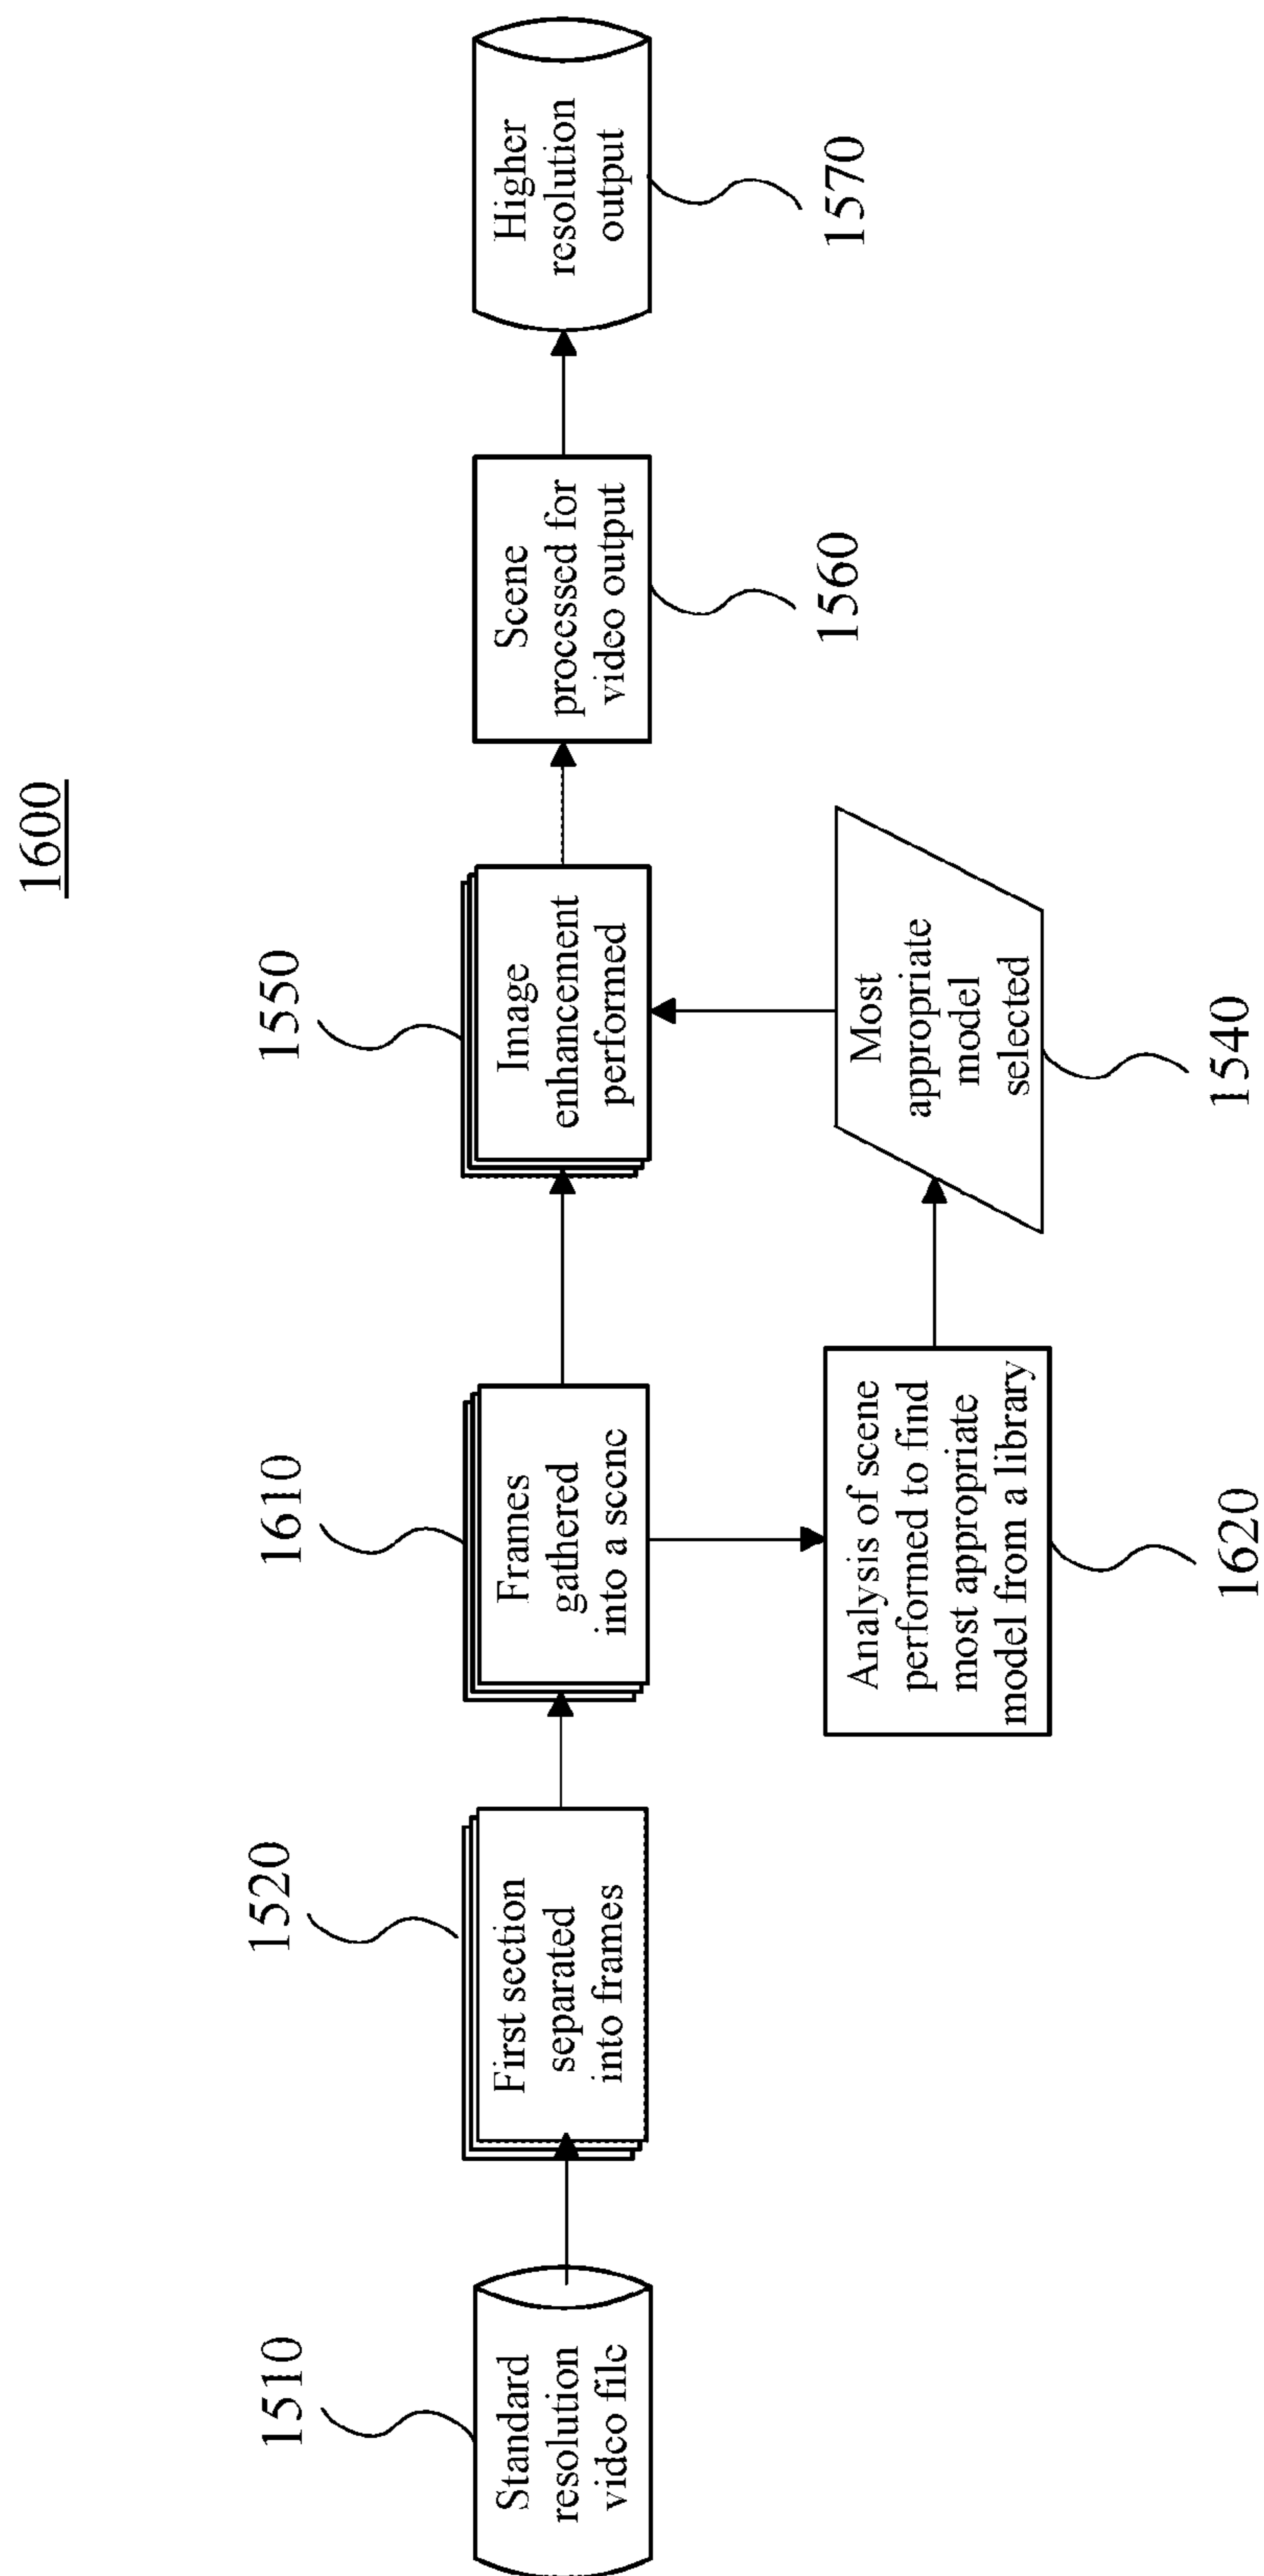 1600
1510
Standard
resolution
video file
1520
First section
separated
into frames
1610
Frames
gathered
into a scene
1550
Image
enhancement
performed
Scene
processed for
video output
1560
Higher
resolution
output
1570
Analysis of scene
performed to find
most appropriate
model from a library
1620
Most
appropriate
model
selected
1540